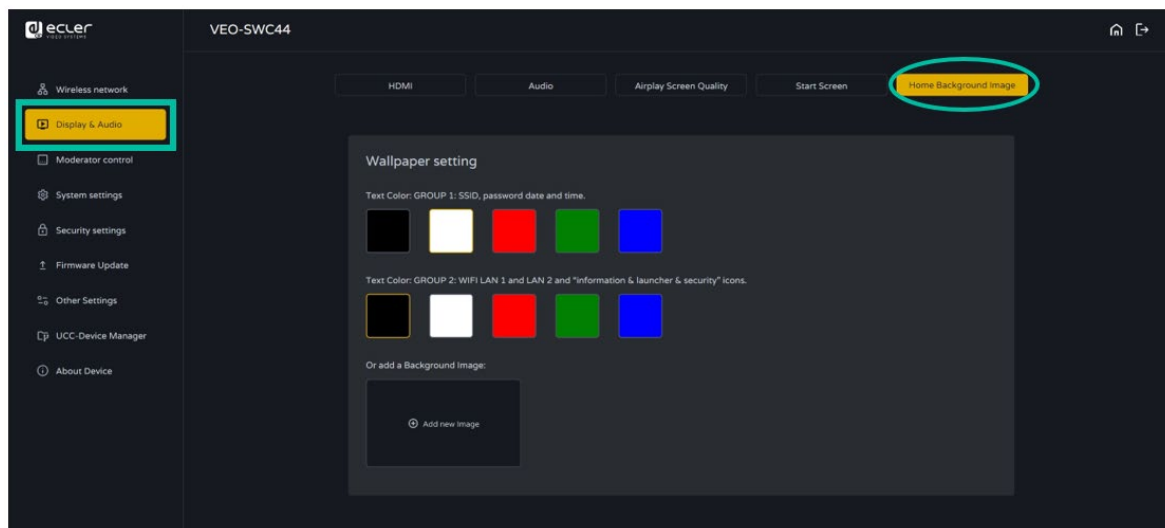 ecler
VEO-SWC44
Wireless network
Display & Audio
Moderator control
System settings
Security settings
Firmware Update
Other Settings
UCC-Device Manager
About Device
HDMI
Audio
Airplay Screen Quality
Start Screen
Home Background Image
Wallpaper setting
Text Color: GROUP 1: SSID, password date and time.
Text Color: GROUP 2: WIFI LAN 1 and LAN 2 and "information & launcher & security" icons.
Or add a Background Image:
Add new Image